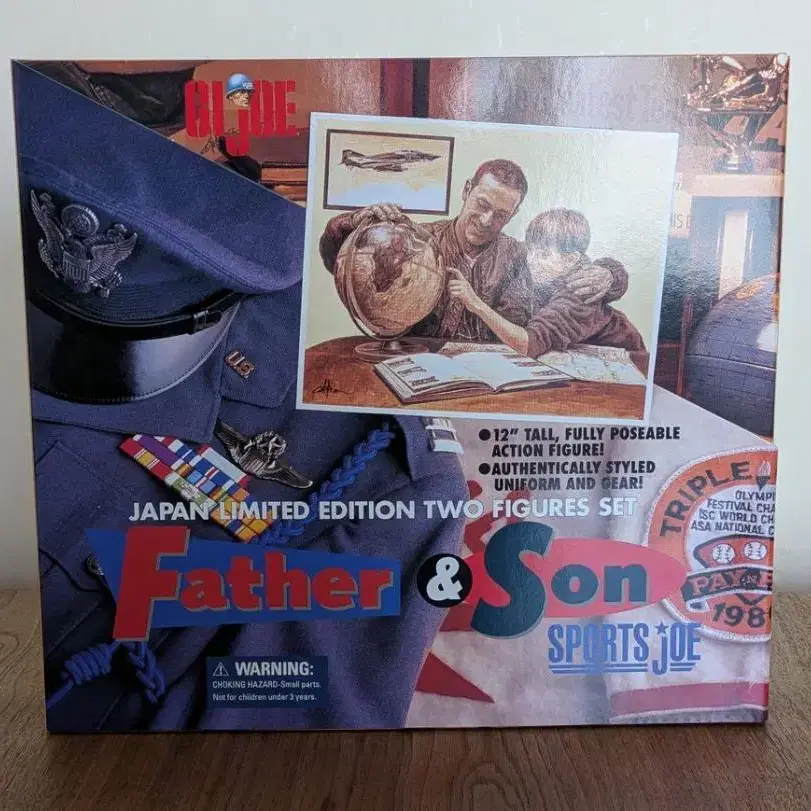 GI JOE
U.S.
●12" TALL, FULLY POSEABLE
ACTION FIGURE!
●AUTHENTICALLY STYLED
UNIFORM AND GEAR!
JAPAN LIMITED EDITION TWO FIGURES SET
Father & Son
SPORTS JOE
⚠ WARNING:
CHOKING HAZARD-Small parts.
Not for children under 3 years.
TRIPLE
OLYMPI
FESTIVAL CHA
ISC WORLD CH
ASA NATIONAL C
PAY-N-
198